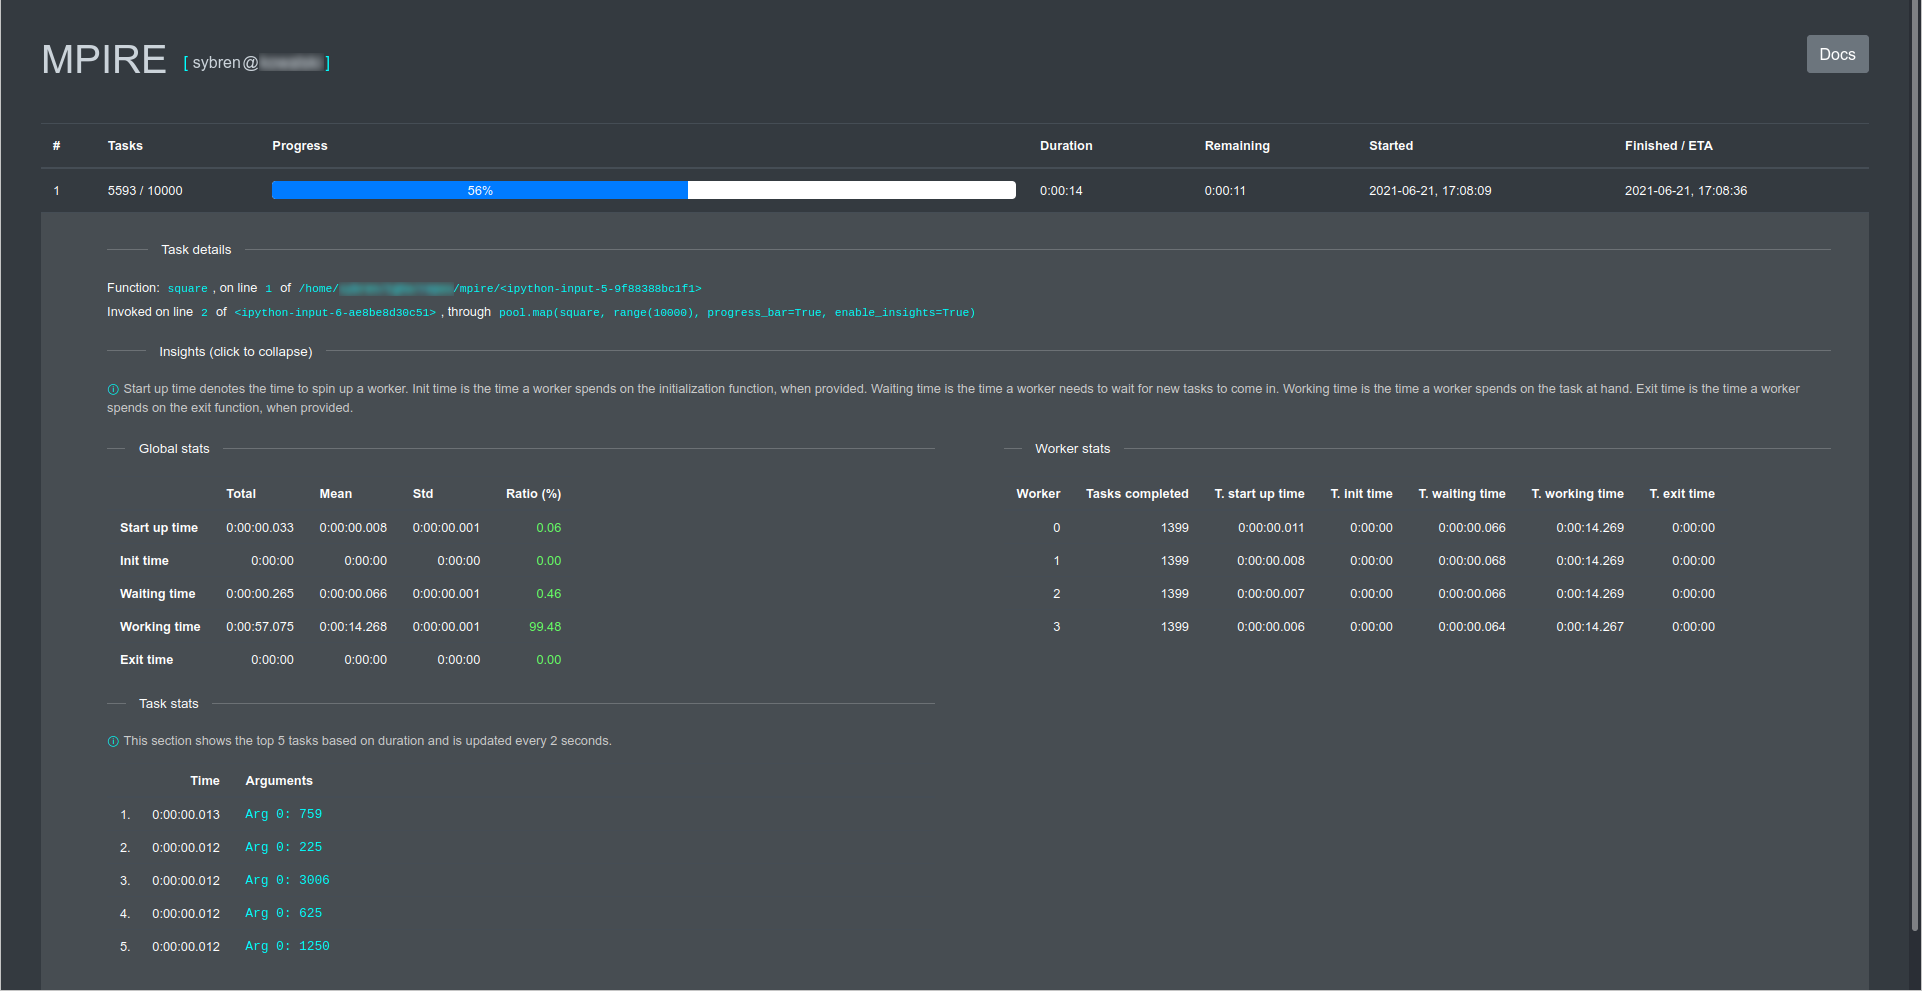 MPIRE [ sybren@ ]
Docs
# Tasks Progress Duration Remaining Started Finished / ETA
1 5593 / 10000 56% 0:00:14 0:00:11 2021-06-21, 17:08:09 2021-06-21, 17:08:36
Task details
Function: square , on line 1 of /home/ /mpire/<ipython-input-5-9f88388bc1f1>
Invoked on line 2 of <ipython-input-6-ae8be8d30c51> , through pool.map(square, range(10000), progress_bar=True, enable_insights=True)
Insights (click to collapse)
Start up time denotes the time to spin up a worker. Init time is the time a worker spends on the initialization function, when provided. Waiting time is the time a worker needs to wait for new tasks to come in. Working time is the time a worker spends on the task at hand. Exit time is the time a worker
spends on the exit function, when provided.
Global stats
Total Mean Std Ratio (%)
Start up time 0:00:00.033 0:00:00.008 0:00:00.001 0.06
Init time 0:00:00 0:00:00 0:00:00 0.00
Waiting time 0:00:00.265 0:00:00.066 0:00:00.001 0.46
Working time 0:00:57.075 0:00:14.268 0:00:00.001 99.48
Exit time 0:00:00 0:00:00 0:00:00 0.00
Worker stats
Worker Tasks completed T. start up time T. init time T. waiting time T. working time T. exit time
0 1399 0:00:00.011 0:00:00 0:00:00.066 0:00:14.269 0:00:00
1 1399 0:00:00.008 0:00:00 0:00:00.068 0:00:14.269 0:00:00
2 1399 0:00:00.007 0:00:00 0:00:00.066 0:00:14.269 0:00:00
3 1399 0:00:00.006 0:00:00 0:00:00.064 0:00:14.267 0:00:00
Task stats
This section shows the top 5 tasks based on duration and is updated every 2 seconds.
Time Arguments
1. 0:00:00.013 Arg 0: 759
2. 0:00:00.012 Arg 0: 225
3. 0:00:00.012 Arg 0: 3006
4. 0:00:00.012 Arg 0: 625
5. 0:00:00.012 Arg 0: 1250